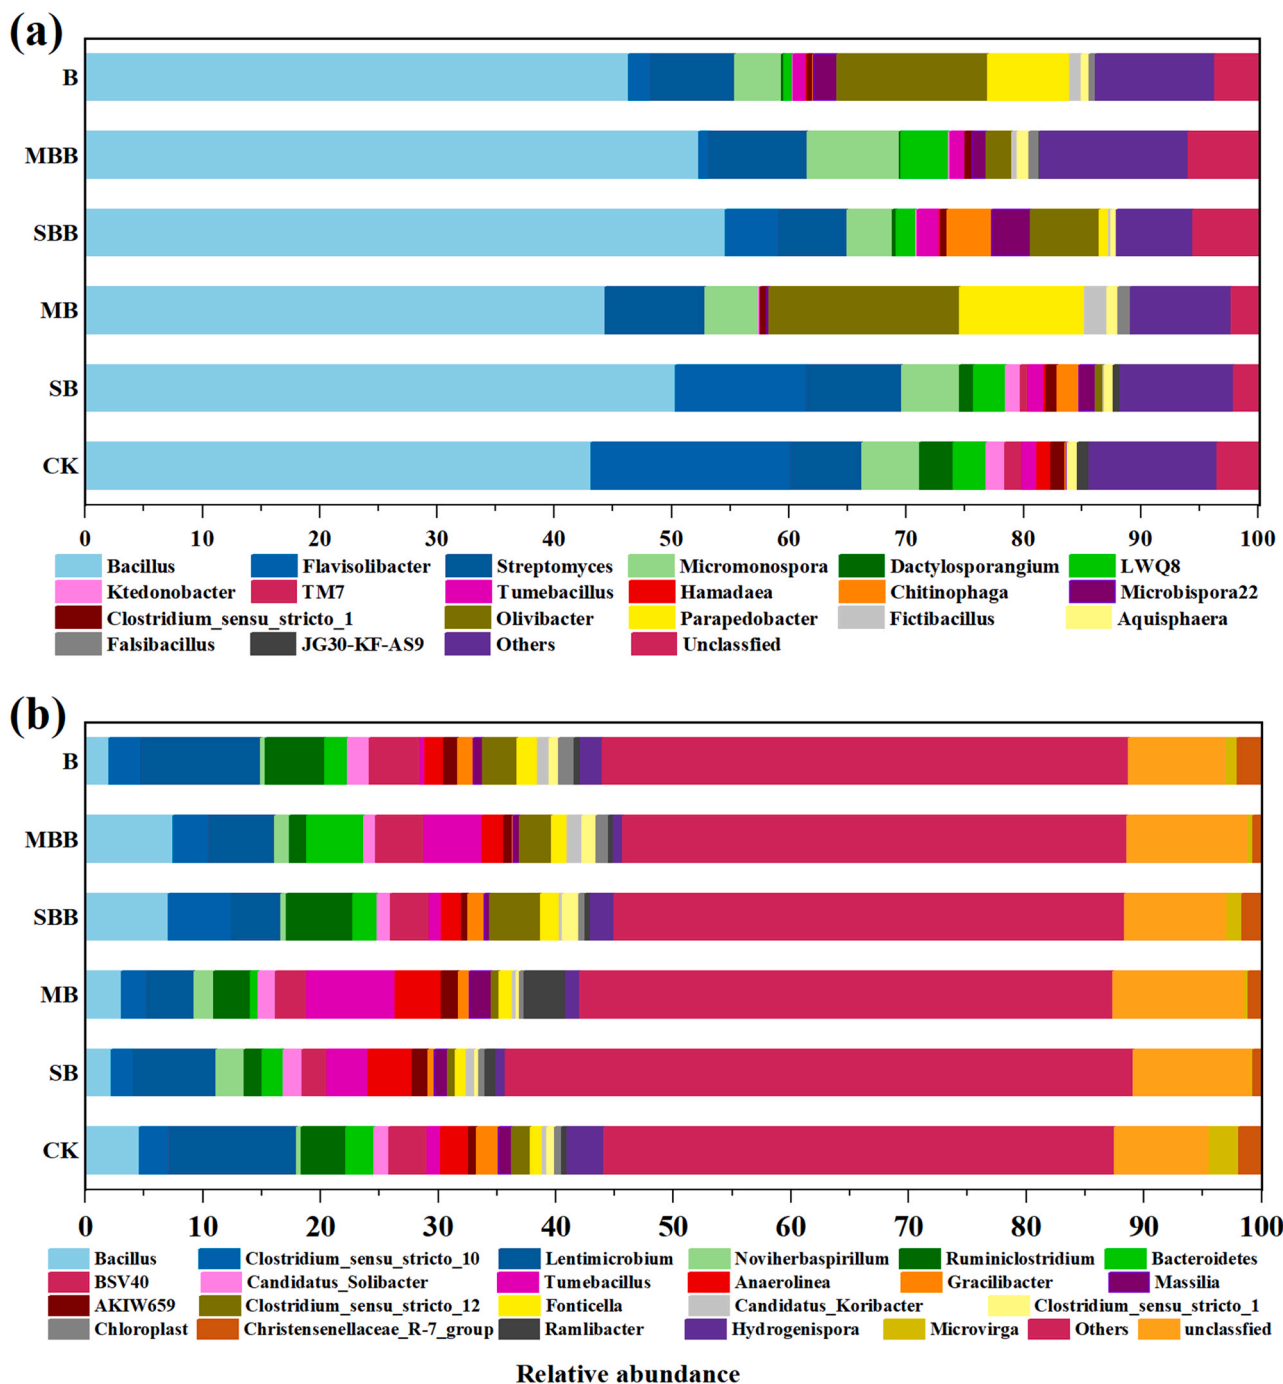 (a)
B
MBB
SBB
MB
SB
CK
0 10 20 30 40 50 60 70 80 90 100
Bacillus Flavisolibacter Streptomyces Micromonospora Dactylosporangium LWQ8
Ktedonobacter TM7 Tumebacillus Hamadaea Chitinophaga Microbispora22
Clostridium_sensu_stricto_1 Olivibacter Parapedobacter Fictibacillus Aquisphaera
Falsibacillus JG30-KF-AS9 Others Unclassfied
(b)
B
MBB
SBB
MB
SB
CK
0 10 20 30 40 50 60 70 80 90 100
Bacillus Clostridium_sensu_stricto_10 Lentimicrobium Noviherbaspirillum Ruminiclostridium Bacteroidetes
BSV40 Candidatus_Solibacter Tumebacillus Anaerolinea Gracilibacter Massilia
AKIW659 Clostridium_sensu_stricto_12 Fonticella Candidatus_Koribacter Clostridium_sensu_stricto_1
Chloroplast Christensenellaceae_R-7_group Ramlibacter Hydrogenispora Microvirga Others unclassfied
Relative abundance